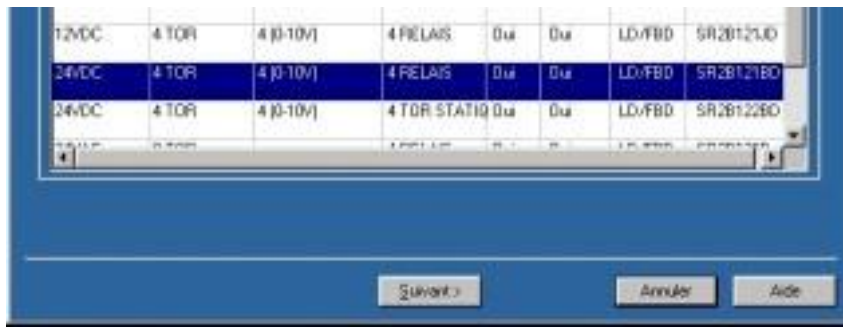 12VDC 4 TOR 4 (0-10V) 4 RELAIS Oui Oui LD/FBD SR2B121JD
24VDC 4 TOR 4 (0-10V) 4 RELAIS Oui Oui LD/FBD SR2B121BD
24VDC 4 TOR 4 (0-10V) 4 TOR STATIQ Oui Oui LD/FBD SR2B122BD
Suivant > Annuler Aide